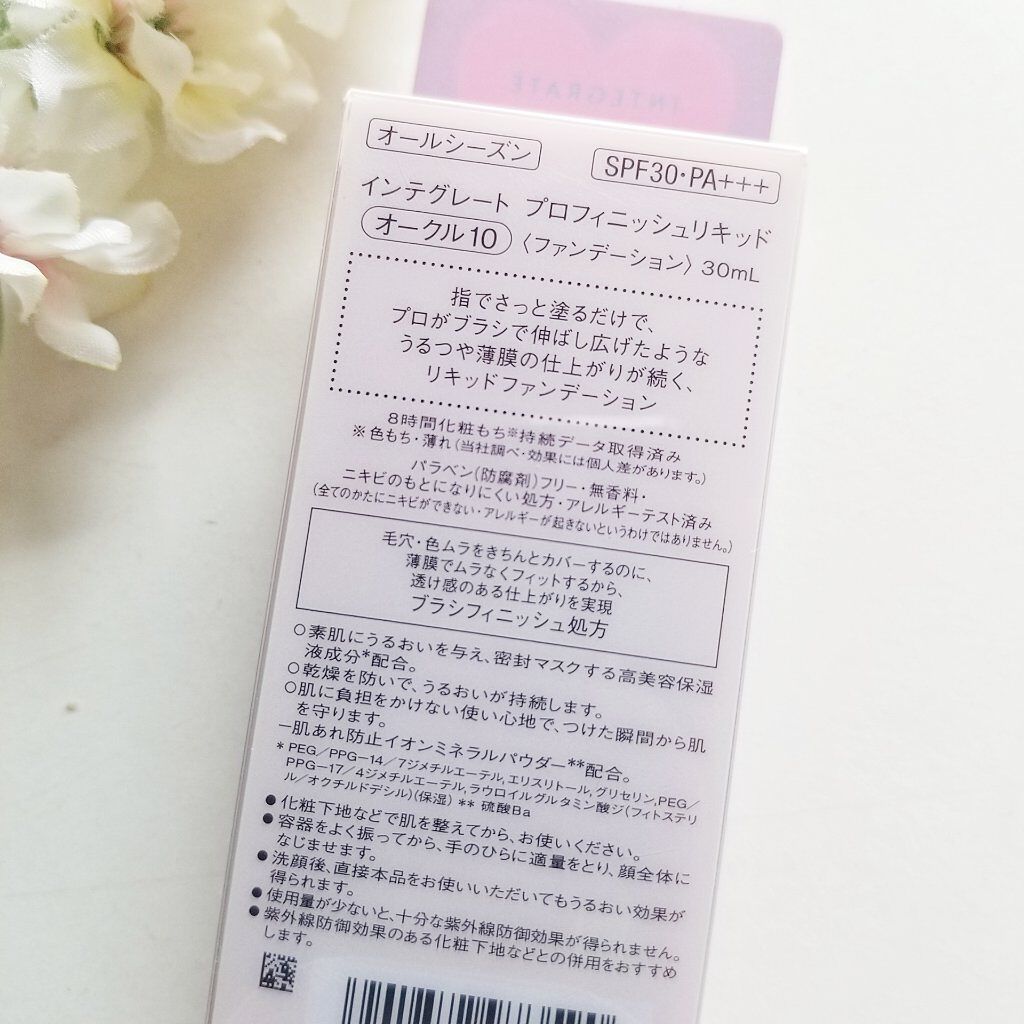 INTEGRATE
オールシーズン
SPF30・PA+++
インテグレート プロフィニッシュリキッド
オークル10 〈ファンデーション〉 30mL
指でさっと塗るだけで、
プロがブラシで伸ばし広げたような
うるつや薄膜の仕上がりが続く、
リキッドファンデーション
8時間化粧もち※持続データ取得済み
※色もち・薄れ(当社調べ・効果には個人差があります。)
パラベン(防腐剤)フリー・無香料・
ニキビのもとになりにくい処方・アレルギーテスト済み
(全てのかたにニキビができない・アレルギーが起きないというわけではありません。)
毛穴・色ムラをきちんとカバーするのに、
薄膜でムラなくフィットするから、
透け感のある仕上がりを実現
ブラシフィニッシュ処方
○素肌にうるおいを与え、密封マスクする高美容保湿
液成分*配合。
○乾燥を防いで、うるおいが持続します。
○肌に負担をかけない使い心地で、つけた瞬間から肌
を守ります。
－肌あれ防止イオンミネラルパウダー**配合。
* PEG／PPG－14／7ジメチルエーテル，エリスリトール，グリセリン，PEG／
PPG－17／4ジメチルエーテル，ラウロイルグルタミン酸ジ(フィトステリ
ル／オクチルドデシル)(保湿) ** 硫酸Ba
●化粧下地などで肌を整えてから、お使いください。
●容器をよく振ってから、手のひらに適量をとり、顔全体に
なじませます。
●洗顔後、直接本品をお使いいただいてもうるおい効果が
得られます。
●使用量が少ないと、十分な紫外線防御効果が得られません。
●紫外線防御効果のある化粧下地などとの併用をおすすめ
します。